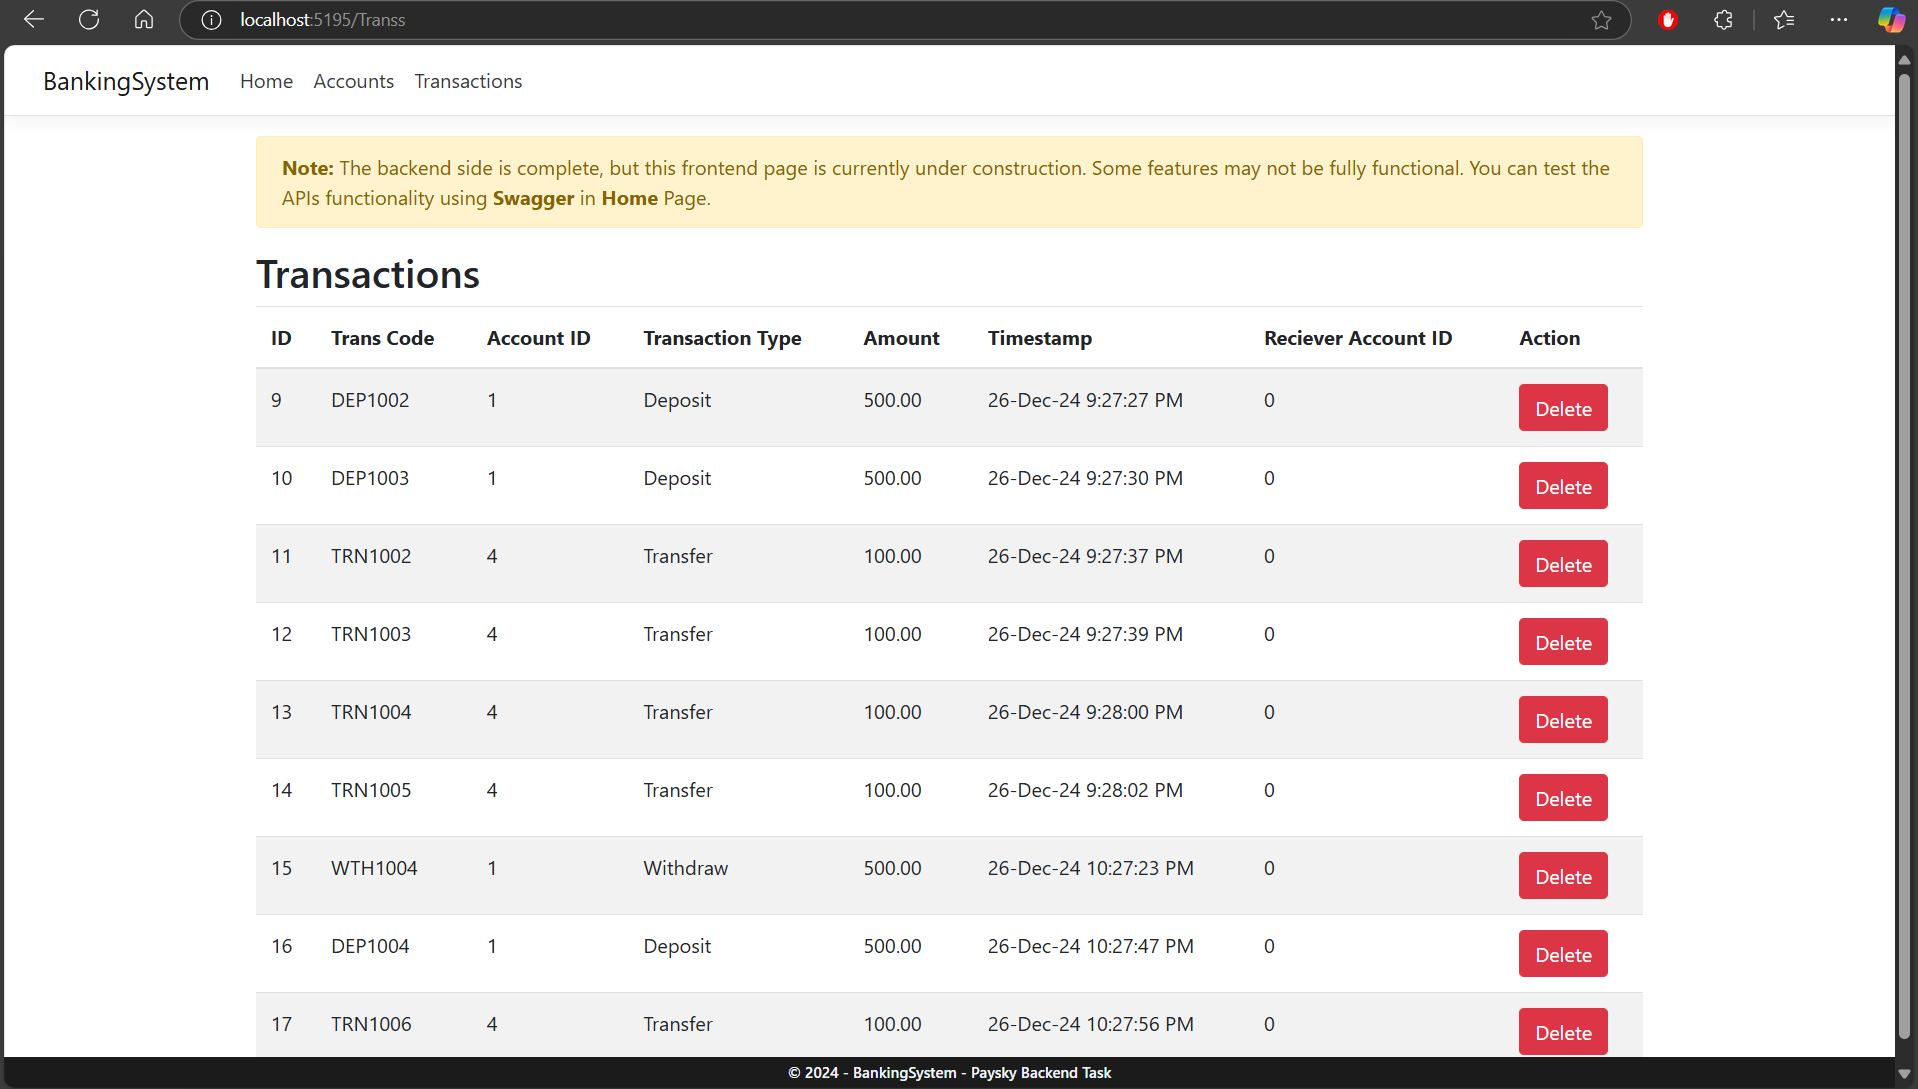 localhost:5195/Transs
BankingSystem Home Accounts Transactions
Note: The backend side is complete, but this frontend page is currently under construction. Some features may not be fully functional. You can test the
APIs functionality using Swagger in Home Page.
Transactions
ID Trans Code Account ID Transaction Type Amount Timestamp Reciever Account ID Action
9 DEP1002 1 Deposit 500.00 26-Dec-24 9:27:27 PM 0 Delete
10 DEP1003 1 Deposit 500.00 26-Dec-24 9:27:30 PM 0 Delete
11 TRN1002 4 Transfer 100.00 26-Dec-24 9:27:37 PM 0 Delete
12 TRN1003 4 Transfer 100.00 26-Dec-24 9:27:39 PM 0 Delete
13 TRN1004 4 Transfer 100.00 26-Dec-24 9:28:00 PM 0 Delete
14 TRN1005 4 Transfer 100.00 26-Dec-24 9:28:02 PM 0 Delete
15 WTH1004 1 Withdraw 500.00 26-Dec-24 10:27:23 PM 0 Delete
16 DEP1004 1 Deposit 500.00 26-Dec-24 10:27:47 PM 0 Delete
17 TRN1006 4 Transfer 100.00 26-Dec-24 10:27:56 PM 0 Delete
© 2024 - BankingSystem - Paysky Backend Task